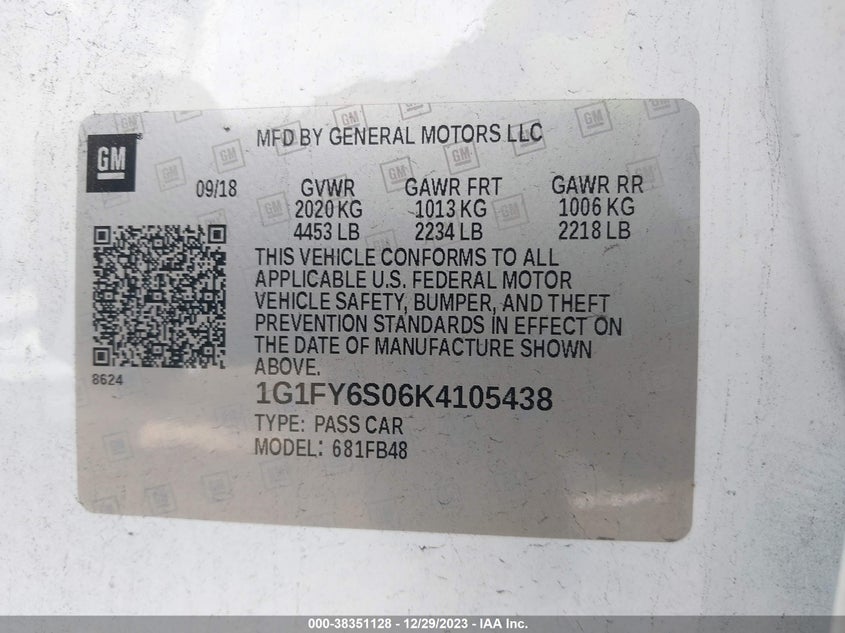 MFD BY GENERAL MOTORS LLC
GM
09/18 GVWR GAWR FRT GAWR RR
2020 KG 1013 KG 1006 KG
4453 LB 2234 LB 2218 LB
THIS VEHICLE CONFORMS TO ALL
APPLICABLE U.S. FEDERAL MOTOR
VEHICLE SAFETY, BUMPER, AND THEFT
PREVENTION STANDARDS IN EFFECT ON
THE DATE OF MANUFACTURE SHOWN
ABOVE.
8624
1G1FY6S06K4105438
TYPE: PASS CAR
MODEL: 681FB48
000-38351128 - 12/29/2023 - IAA Inc.